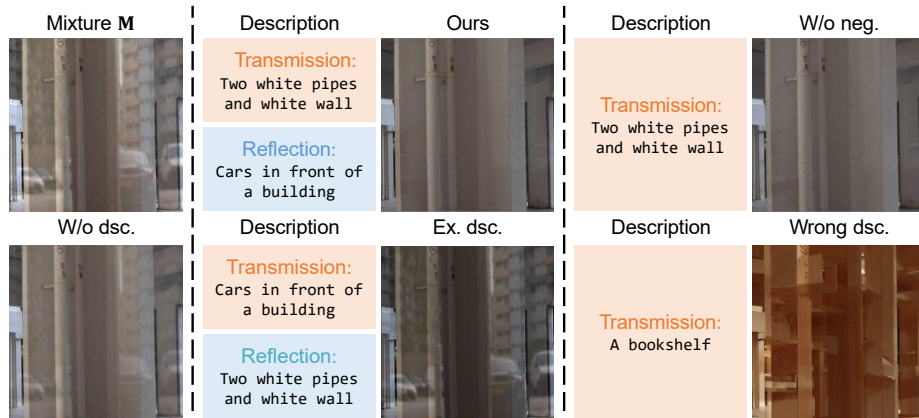 Mixture M
Description
Ours
Description
W/o neg.
Transmission:
Two white pipes
and white wall
Reflection:
Cars in front of
a building
Transmission:
Two white pipes
and white wall
W/o dsc.
Description
Ex. dsc.
Description
Wrong dsc.
Transmission:
Cars in front of
a building
Reflection:
Two white pipes
and white wall
Transmission:
A bookshelf